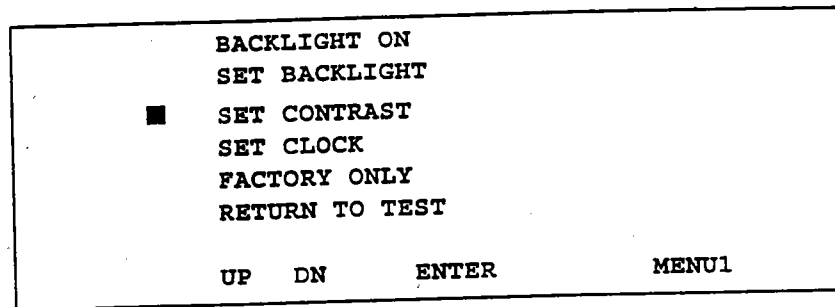 BACKLIGHT ON
SET BACKLIGHT
■ SET CONTRAST
SET CLOCK
FACTORY ONLY
RETURN TO TEST
UP DN ENTER MENU1